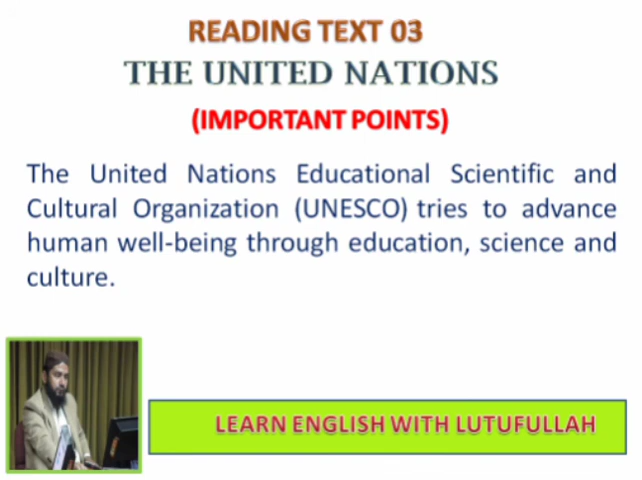 READING TEXT 03
THE UNITED NATIONS
(IMPORTANT POINTS)
The United Nations Educational Scientific and
Cultural Organization (UNESCO) tries to advance
human well-being through education, science and
culture.
LEARN ENGLISH WITH LUTUFULLAH